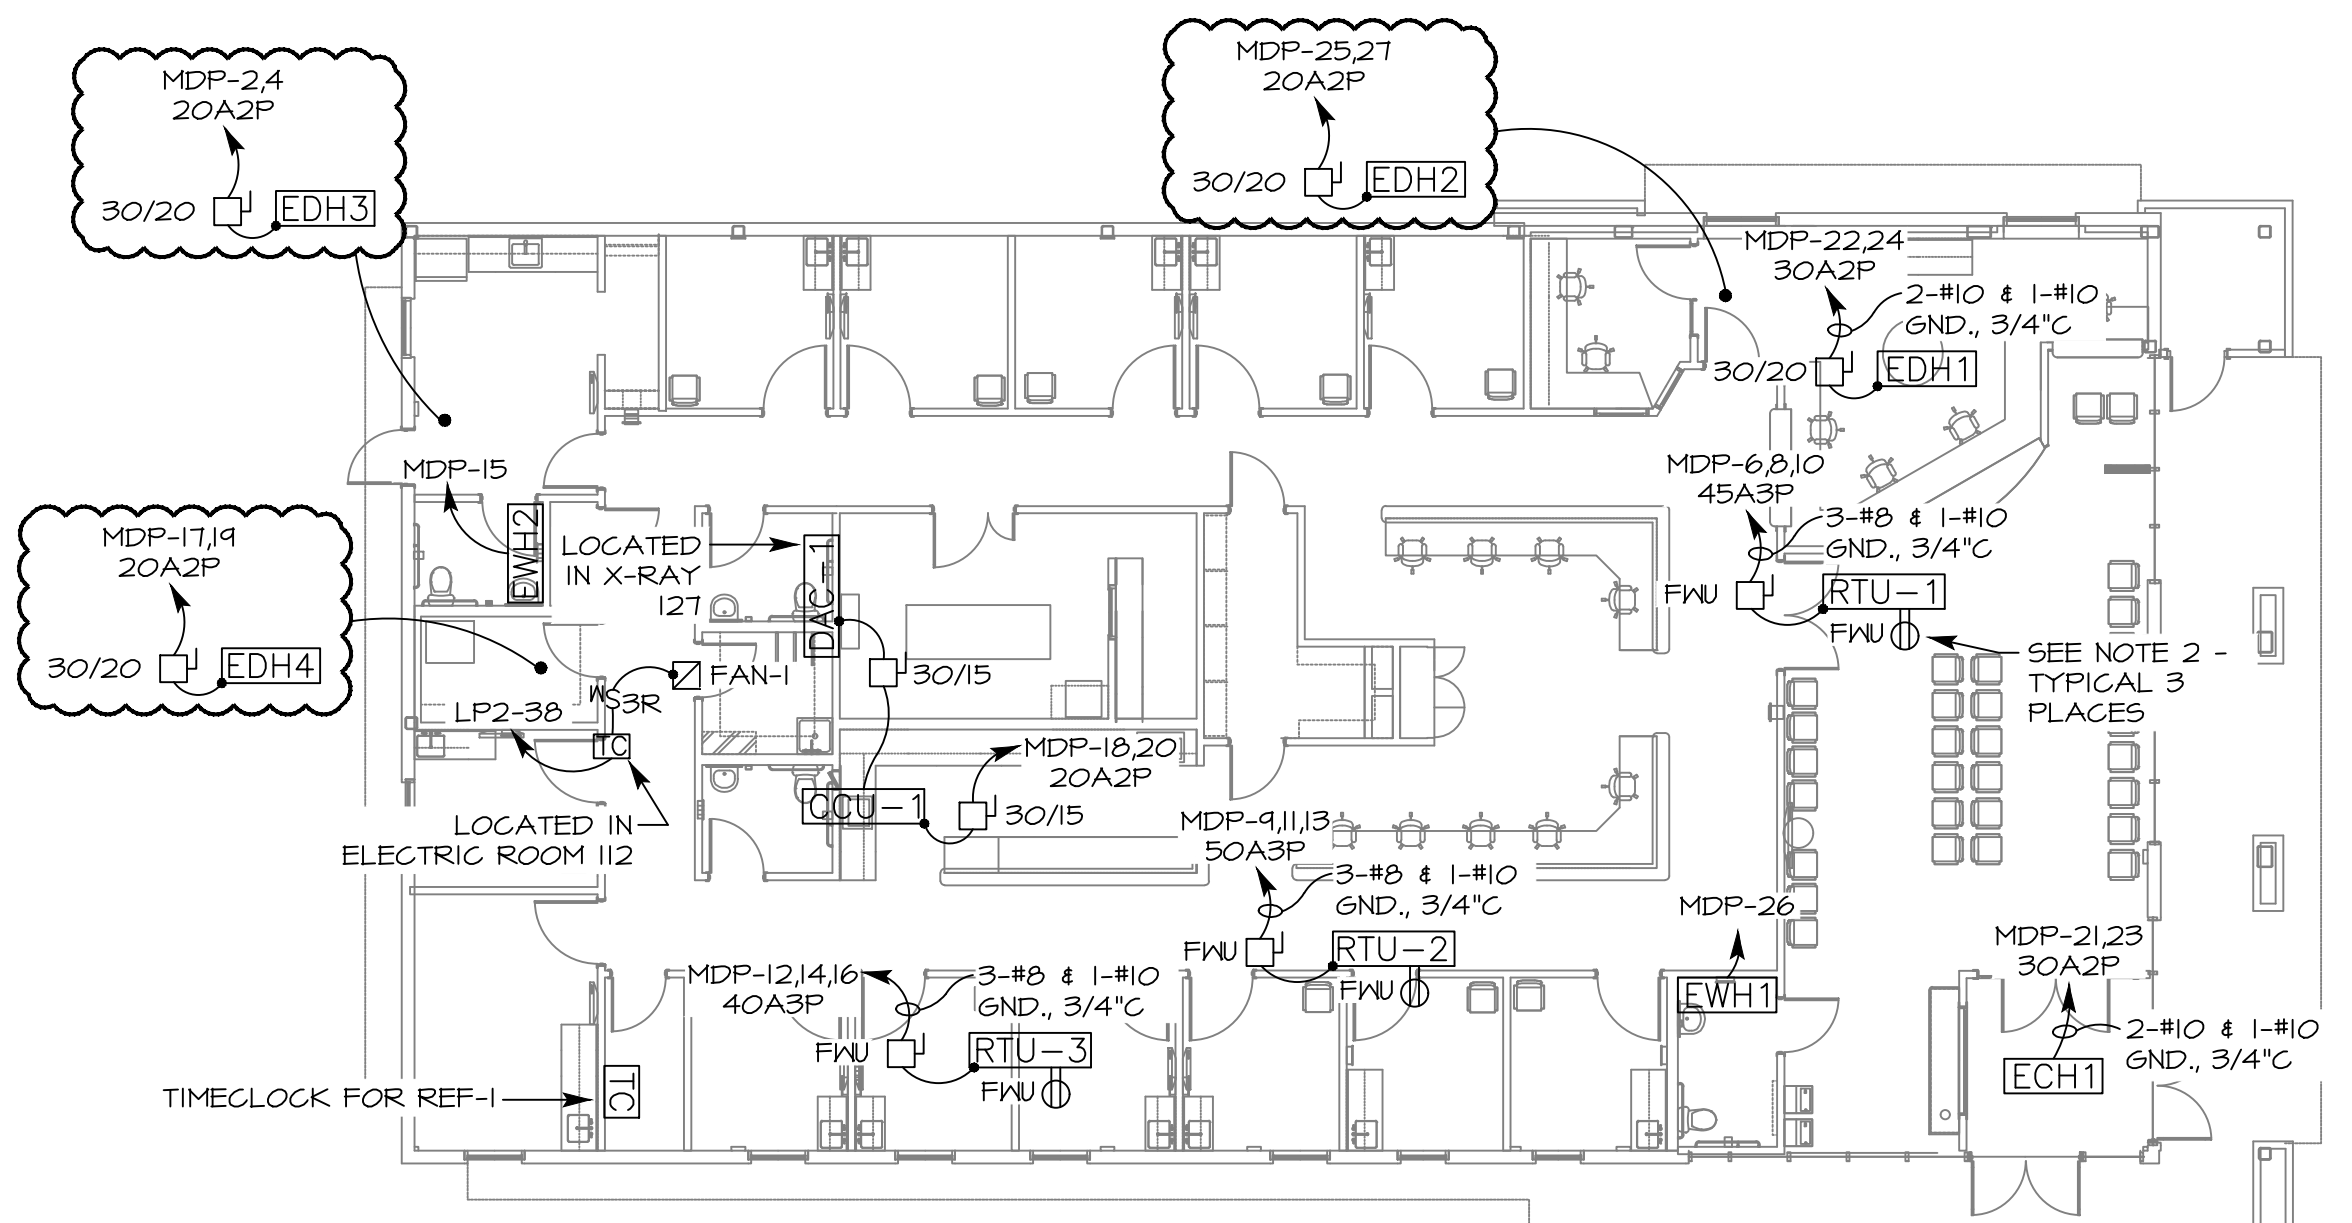 MDP-25,27
20A2P
30/20
EDH2
MDP-2,4
20A2P
30/20
EDH3
MDP-22,24
30A2P
2-#10 & 1-#10
GND., 3/4"C
30/20
EDH1
MDP-15
EWH2
MDP-6,8,10
45A3P
3-#8 & 1-#10
GND., 3/4"C
FWU
RTU-1
FWU
SEE NOTE 2 -
TYPICAL 3
PLACES
MDP-17,19
20A2P
30/20
EDH4
LOCATED
IN X-RAY
127
DAC-1
30/15
FAN-1
MS3R
LP2-38
TC
LOCATED IN
ELECTRIC ROOM 112
MDP-18,20
20A2P
CCU-1
30/15
MDP-9,11,13
50A3P
3-#8 & 1-#10
GND., 3/4"C
FWU
RTU-2
FWU
MDP-26
EWH1
MDP-21,23
30A2P
2-#10 & 1-#10
GND., 3/4"C
ECH1
MDP-12,14,16
40A3P
3-#8 & 1-#10
GND., 3/4"C
FWU
RTU-3
FWU
TIMECLOCK FOR REF-1
TC